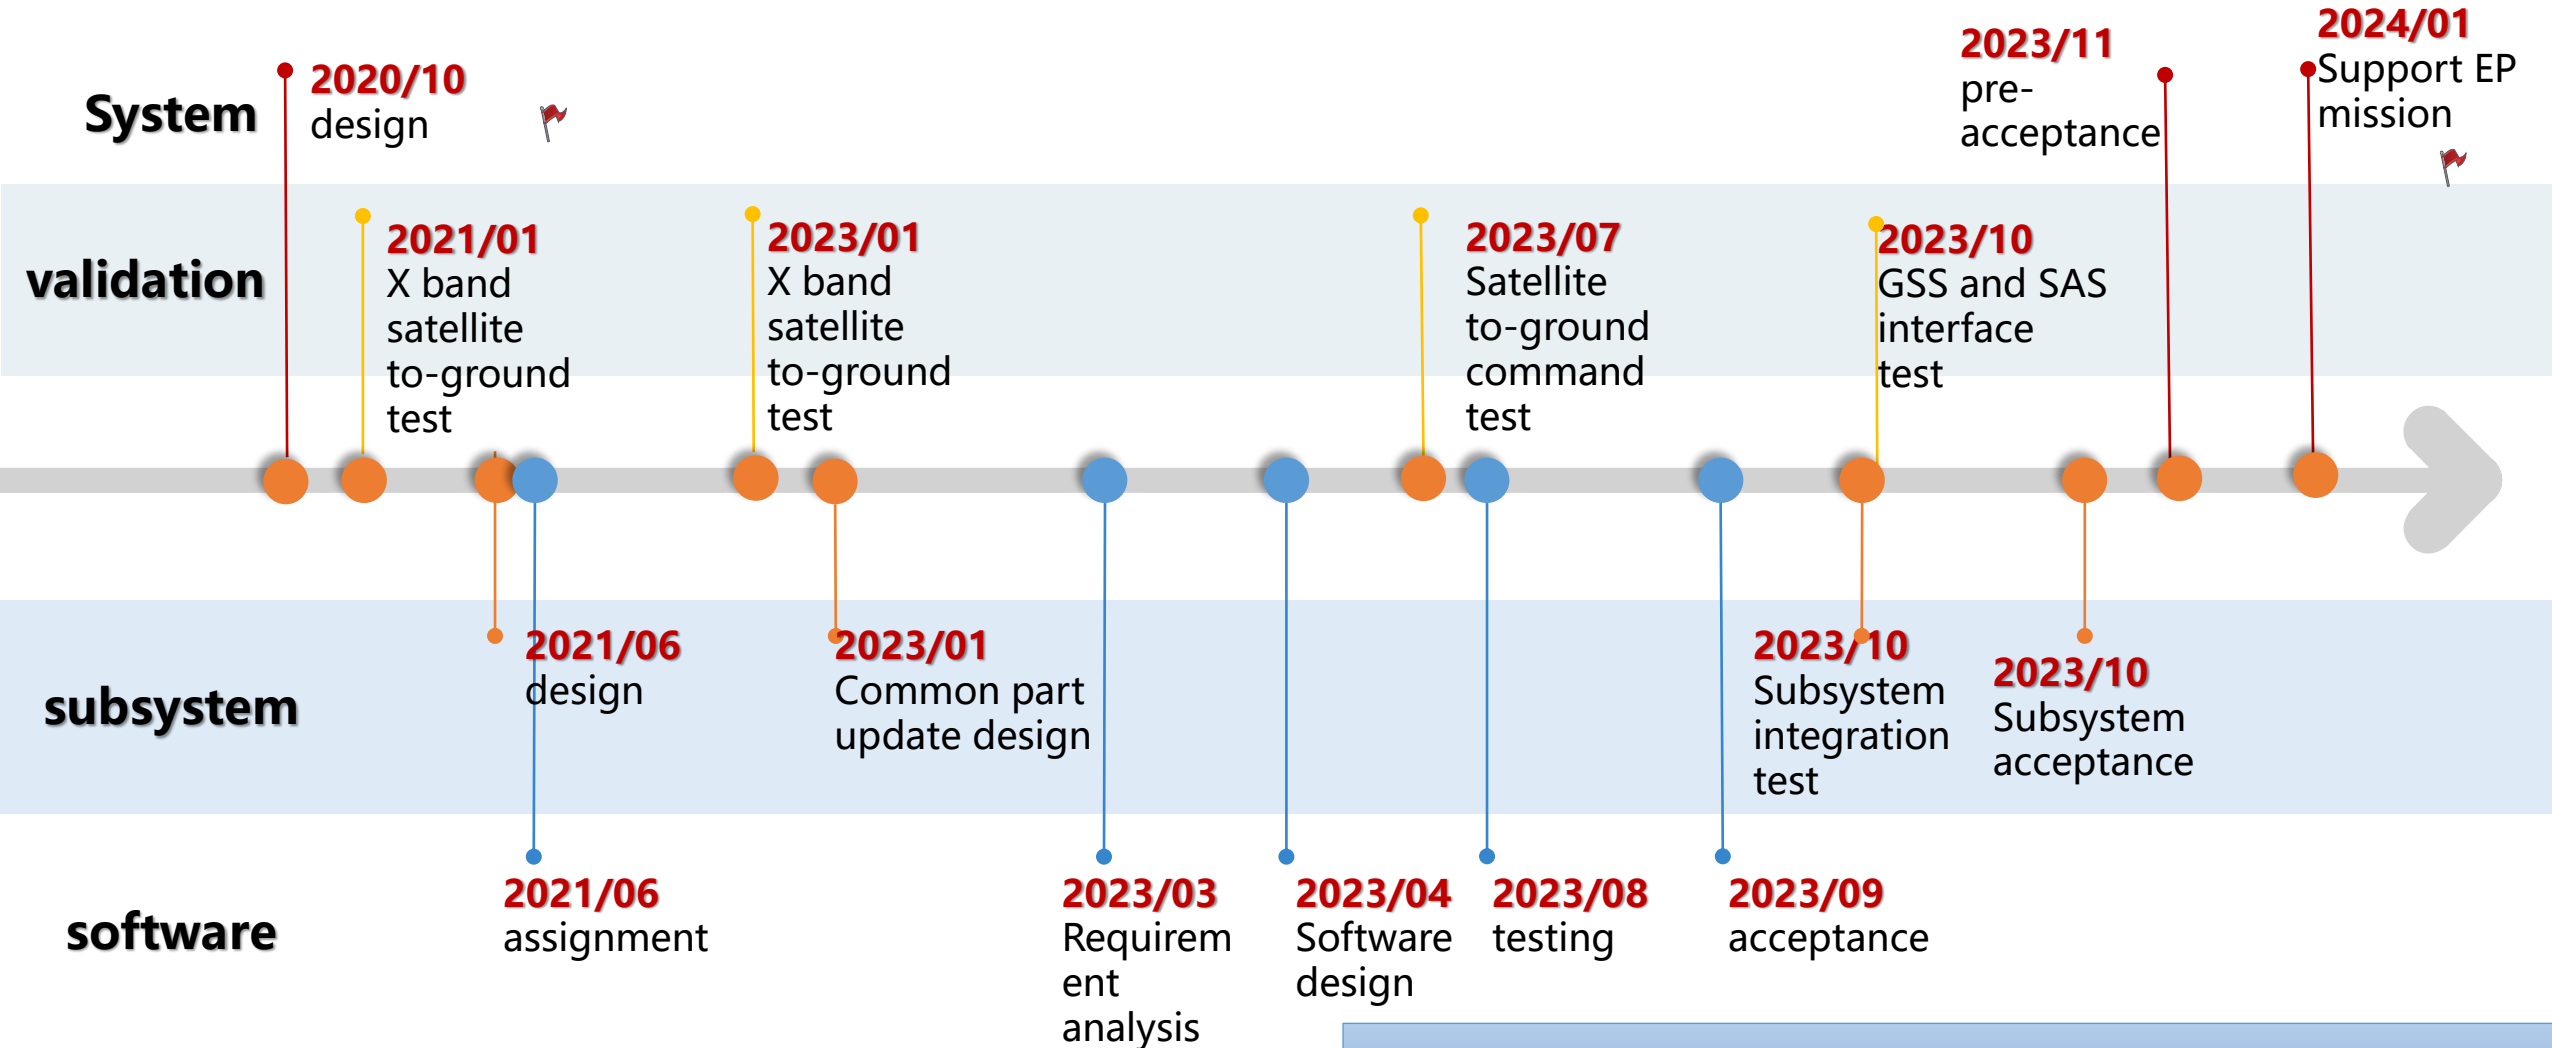 System
2020/10
design
2023/11
pre-
acceptance
2024/01
Support EP
mission
validation
2021/01
X band
satellite
to-ground
test
2023/01
X band
satellite
to-ground
test
2023/07
Satellite
to-ground
command
test
2023/10
GSS and SAS
interface
test
subsystem
2021/06
design
2023/01
Common part
update design
2023/10
Subsystem
integration
test
2023/10
Subsystem
acceptance
software
2021/06
assignment
2023/03
Requirem
ent
analysis
2023/04
Software
design
2023/08
testing
2023/09
acceptance